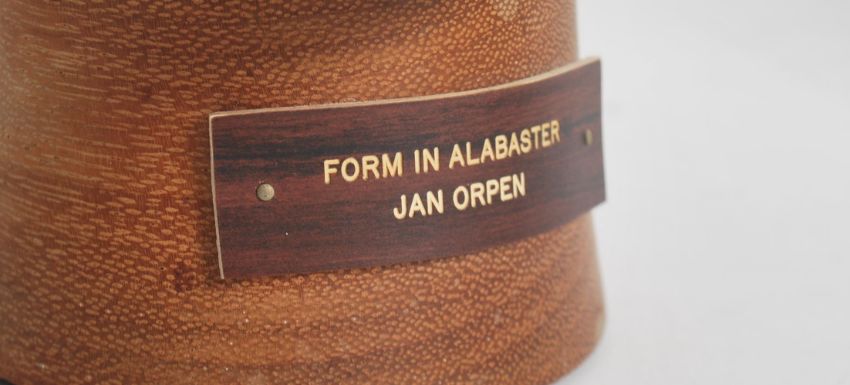 FORM IN ALABASTER
JAN ORPEN